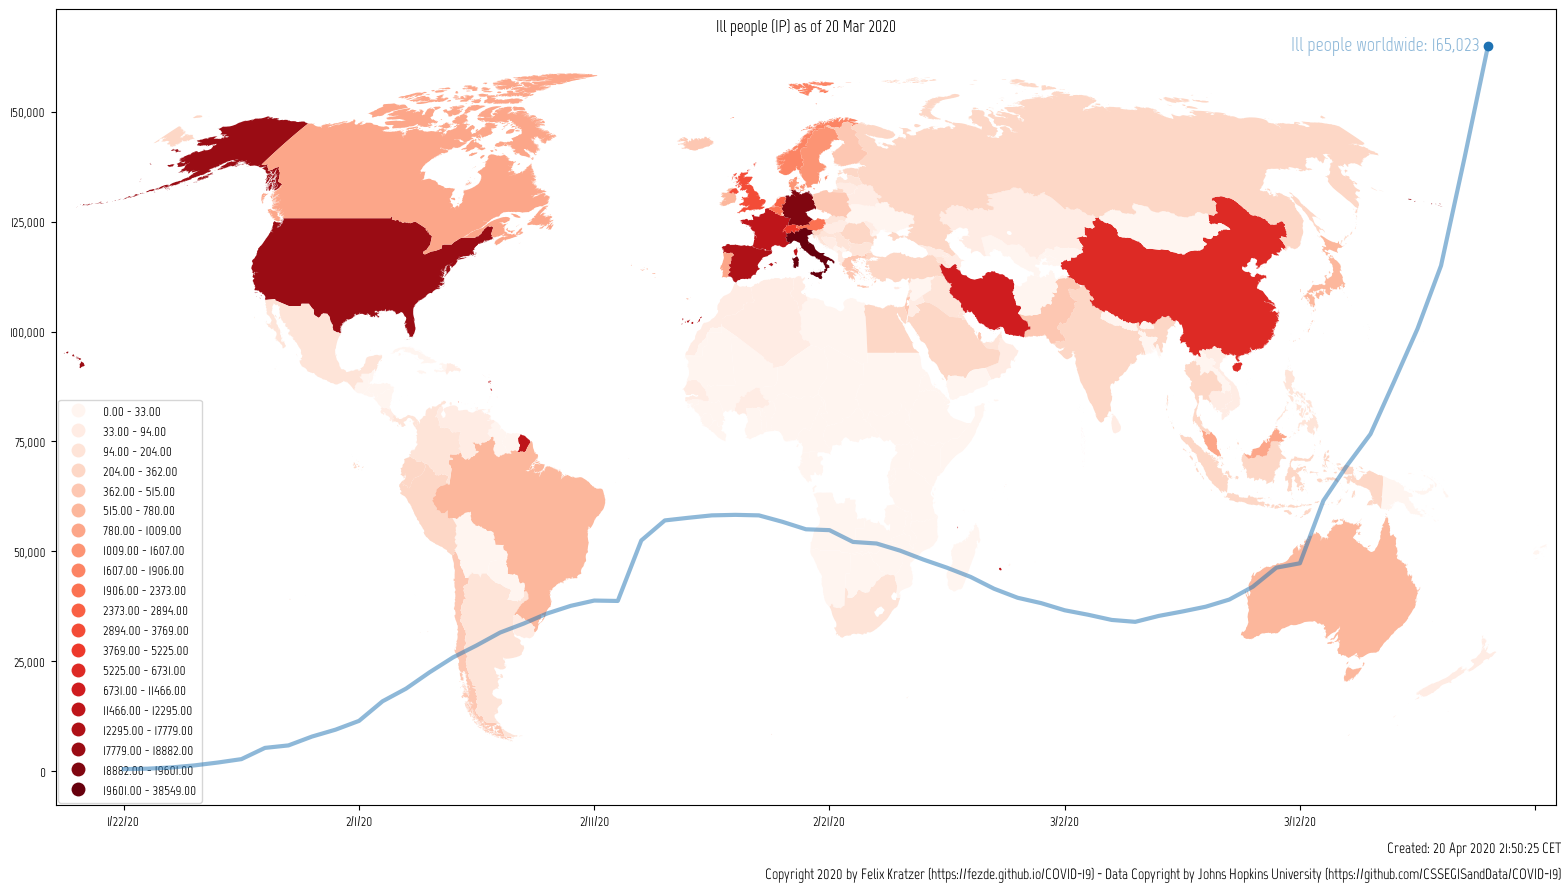 Ill people (IP) as of 20 Mar 2020
Ill people worldwide: 165,023
150,000
125,000
100,000
75,000
50,000
25,000
0
0.00 - 33.00
33.00 - 94.00
94.00 - 204.00
204.00 - 362.00
362.00 - 515.00
515.00 - 780.00
780.00 - 1009.00
1009.00 - 1607.00
1607.00 - 1906.00
1906.00 - 2373.00
2373.00 - 2894.00
2894.00 - 3769.00
3769.00 - 5225.00
5225.00 - 6731.00
6731.00 - 11466.00
11466.00 - 12295.00
12295.00 - 17779.00
17779.00 - 18882.00
18882.00 - 19601.00
19601.00 - 38549.00
1/22/20
2/1/20
2/11/20
2/21/20
3/2/20
3/12/20
Created: 20 Apr 2020 21:50:25 CET
Copyright 2020 by Felix Kratzer (https://fezde.github.io/COVID-19) - Data Copyright by Johns Hopkins University (https://github.com/CSSEGISandData/COVID-19)